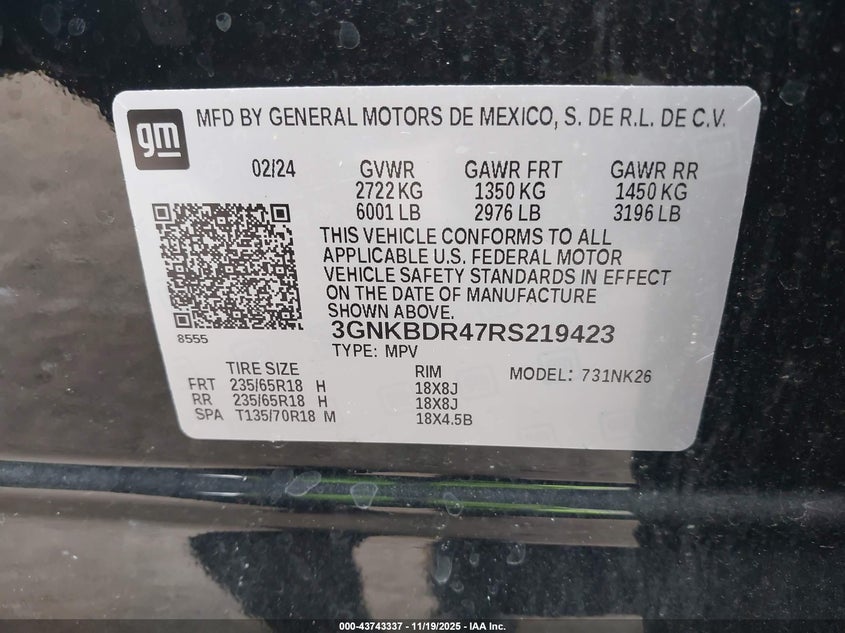 gm
MFD BY GENERAL MOTORS DE MEXICO, S. DE R.L. DE C.V.
02/24 GVWR GAWR FRT GAWR RR
2722 KG 1350 KG 1450 KG
6001 LB 2976 LB 3196 LB
THIS VEHICLE CONFORMS TO ALL
APPLICABLE U.S. FEDERAL MOTOR
VEHICLE SAFETY STANDARDS IN EFFECT
ON THE DATE OF MANUFACTURE
SHOWN ABOVE.
8555
3GNKBDR47RS219423
TYPE: MPV
TIRE SIZE RIM MODEL: 731NK26
FRT 235/65R18 H 18X8J
RR 235/65R18 H 18X8J
SPA T135/70R18 M 18X4.5B
000-43743337 - 11/19/2025 - IAA Inc.